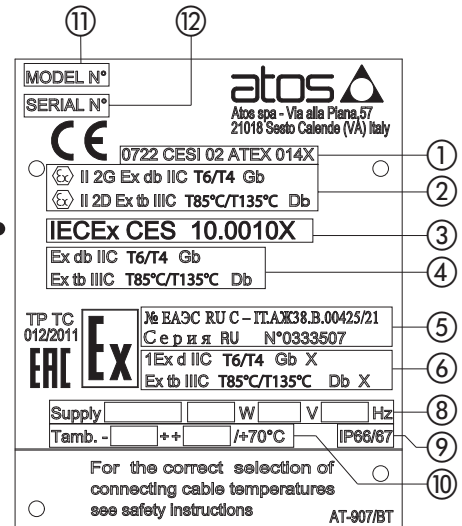 ⑪ ⑫
MODEL N°
SERIAL N°
atos
Atos spa - Via alla Piana,57
21018 Sesto Calende (VA) Italy
CE
0722 CESI 02 ATEX 014X ①
Ex II 2G Ex db IIC T6/T4 Gb ②
Ex II 2D Ex tb IIIC T85°C/T135°C Db
IECEx CES 10.0010X ③
Ex db IIC T6/T4 Gb ④
Ex tb IIIC T85°C/T135°C Db
TP TC
012/2011
EAC Ex
№ ЕАЭС RU C – IT.АЖ38.В.00425/21 ⑤
Серия RU N°0333507
1Ex d IIC T6/T4 Gb X ⑥
Ex tb IIIC T85°C/T135°C Db X
Supply W V Hz ⑧
Tamb. - ++ /+70°C IP66/67 ⑨
⑩
For the correct selection of
connecting cable temperatures
see safety instructions
AT-907/BT